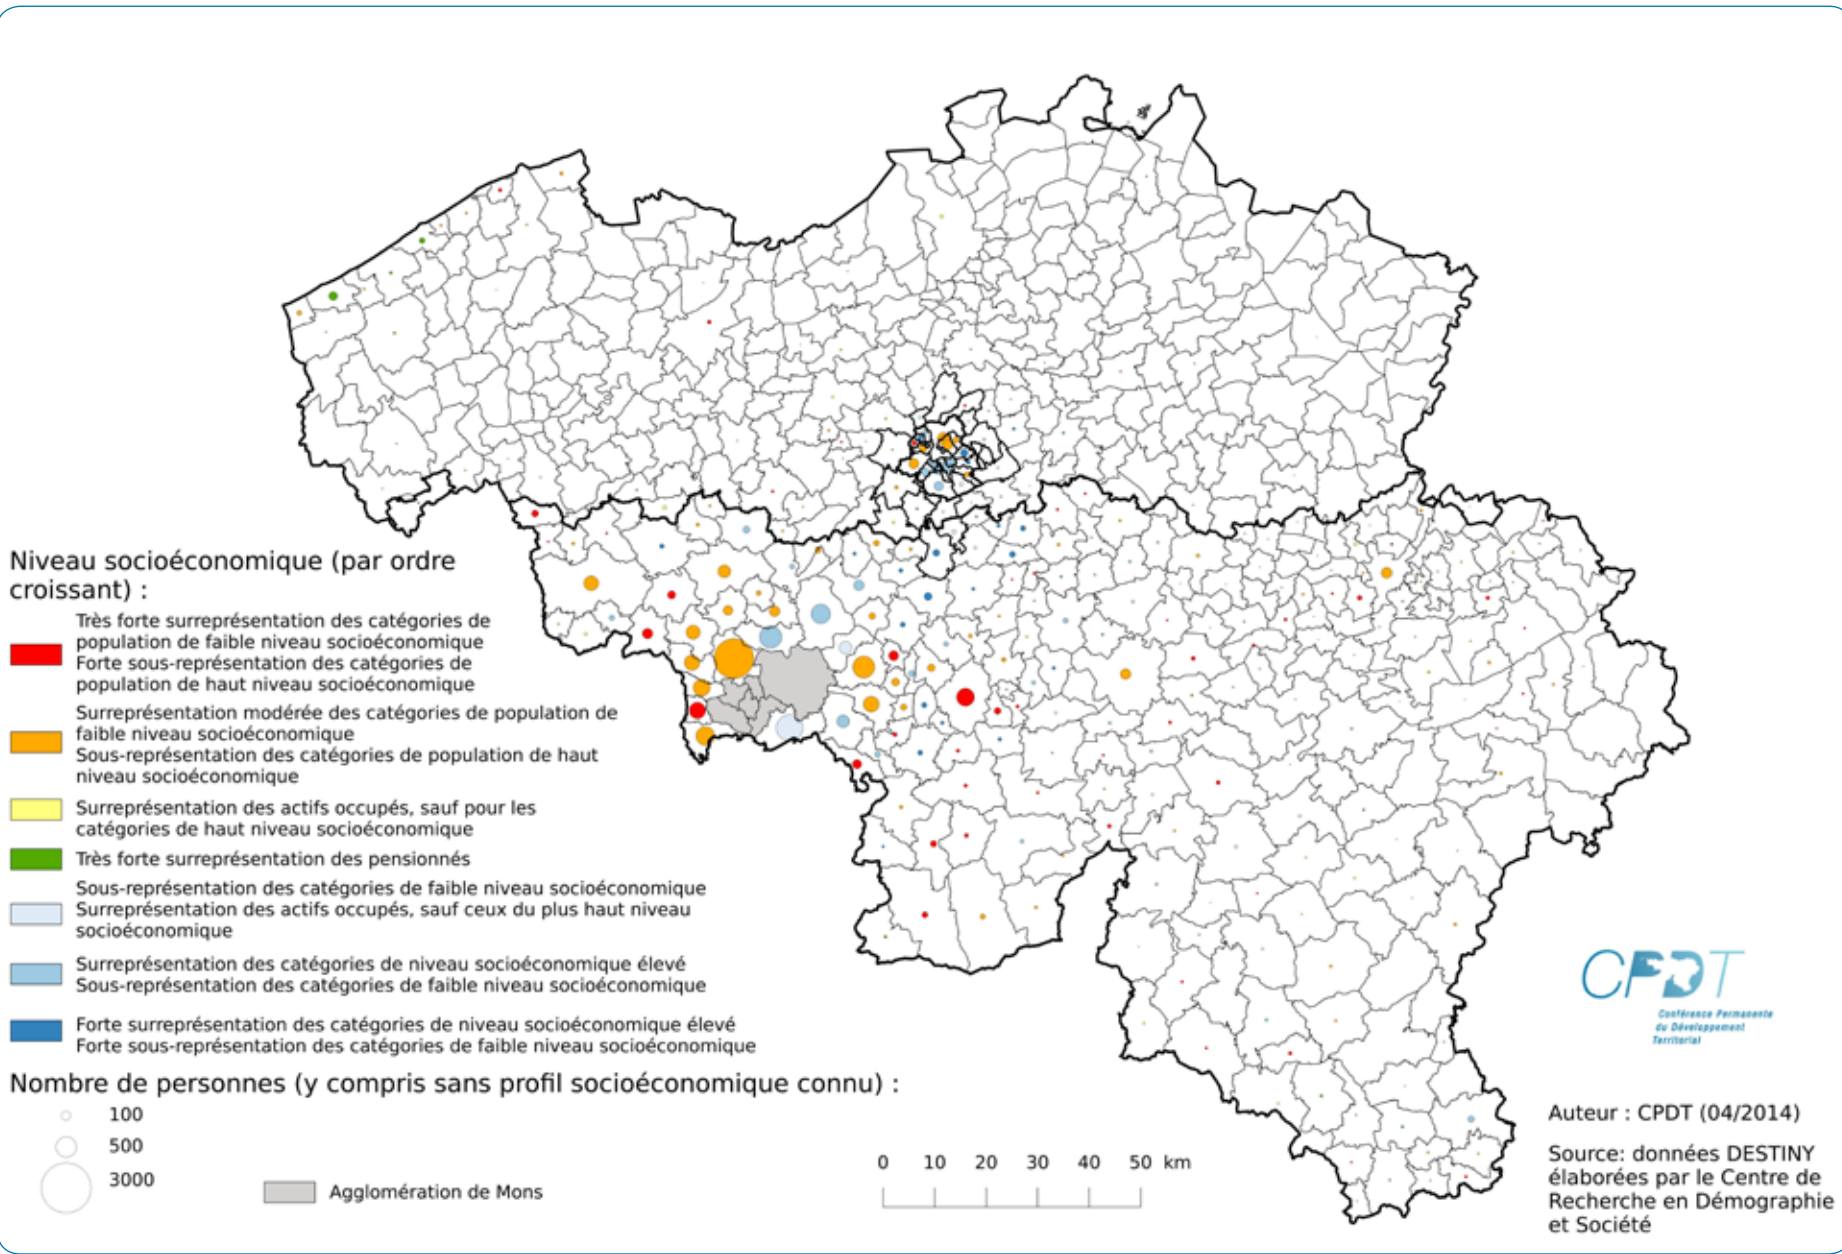 Niveau socioéconomique (par ordre
croissant) :
Très forte surreprésentation des catégories de
population de faible niveau socioéconomique
Forte sous-représentation des catégories de
population de haut niveau socioéconomique
Surreprésentation modérée des catégories de population de
faible niveau socioéconomique
Sous-représentation des catégories de population de haut
niveau socioéconomique
Surreprésentation des actifs occupés, sauf pour les
catégories de haut niveau socioéconomique
Très forte surreprésentation des pensionnés
Sous-représentation des catégories de faible niveau socioéconomique
Surreprésentation des actifs occupés, sauf ceux du plus haut niveau
socioéconomique
Surreprésentation des catégories de niveau socioéconomique élevé
Sous-représentation des catégories de faible niveau socioéconomique
Forte surreprésentation des catégories de niveau socioéconomique élevé
Forte sous-représentation des catégories de faible niveau socioéconomique
Nombre de personnes (y compris sans profil socioéconomique connu) :
100
500
3000
Agglomération de Mons
0 10 20 30 40 50 km
CPDT
Conférence Permanente
du Développement
Territorial
Auteur : CPDT (04/2014)
Source: données DESTINY
élaborées par le Centre de
Recherche en Démographie
et Société